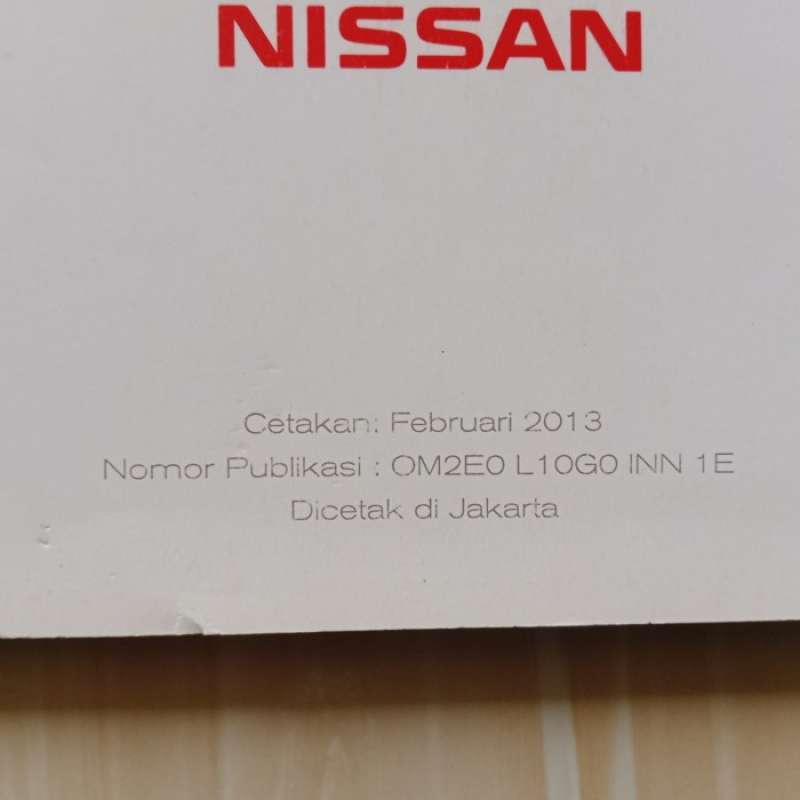 NISSAN
Cetakan: Februari 2013
Nomor Publikasi : OM2E0 L10G0 INN 1E
Dicetak di Jakarta